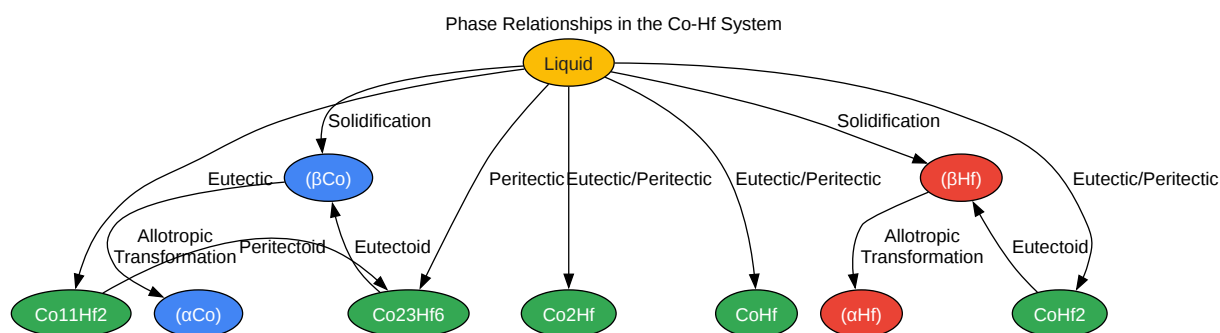 Phase Relationships in the Co-Hf System
Liquid
Solidification
Solidification
Eutectic
(βCo)
Peritectic
Eutectic/Peritectic
Eutectic/Peritectic
(βHf)
Eutectic/Peritectic
Allotropic
Transformation
Peritectoid
Eutectoid
Allotropic
Transformation
Eutectoid
Co11Hf2
(αCo)
Co23Hf6
Co2Hf
CoHf
(αHf)
CoHf2